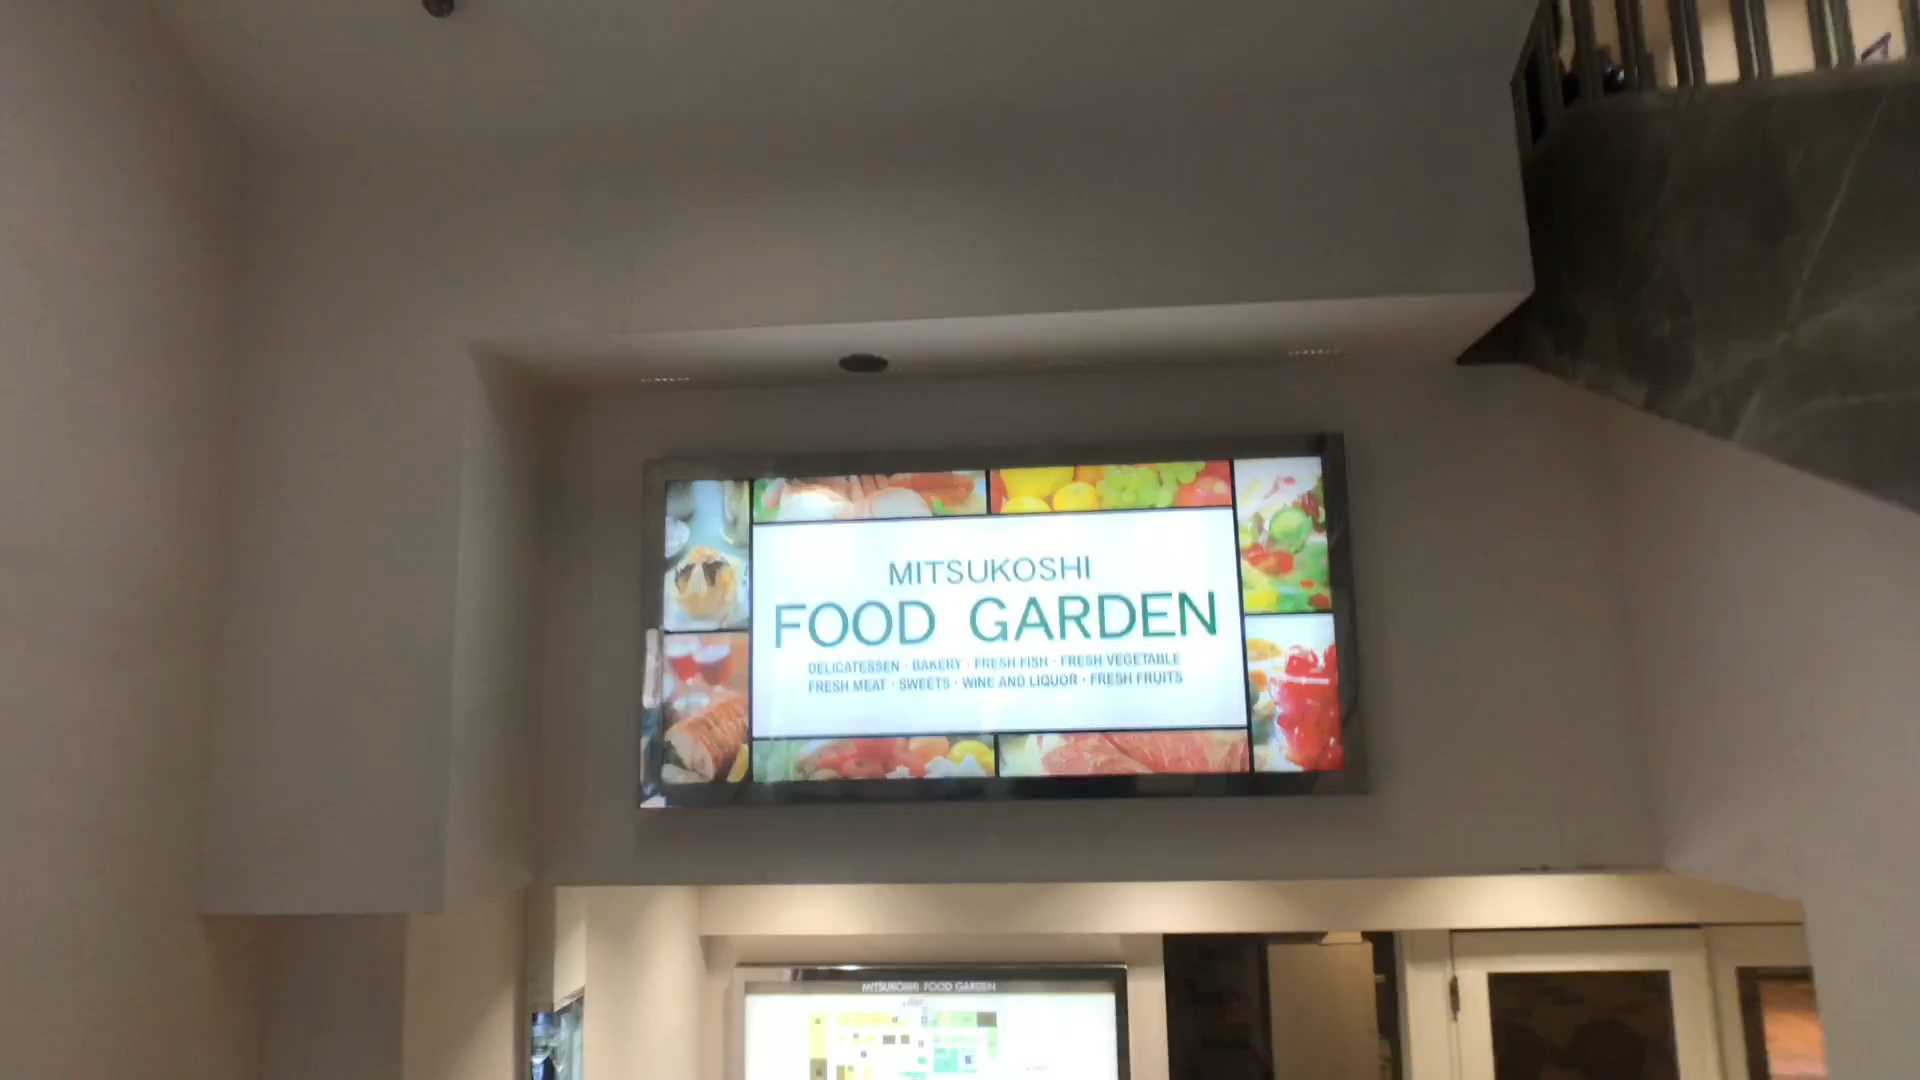 MITSUKOSHI
FOOD GARDEN
DELICATESSEN · BAKERY · FRESH FISH · FRESH VEGETABLE
FRESH MEAT · SWEETS · WINE AND LIQUOR · FRESH FRUITS
MITSUKOSHI FOOD GARDEN